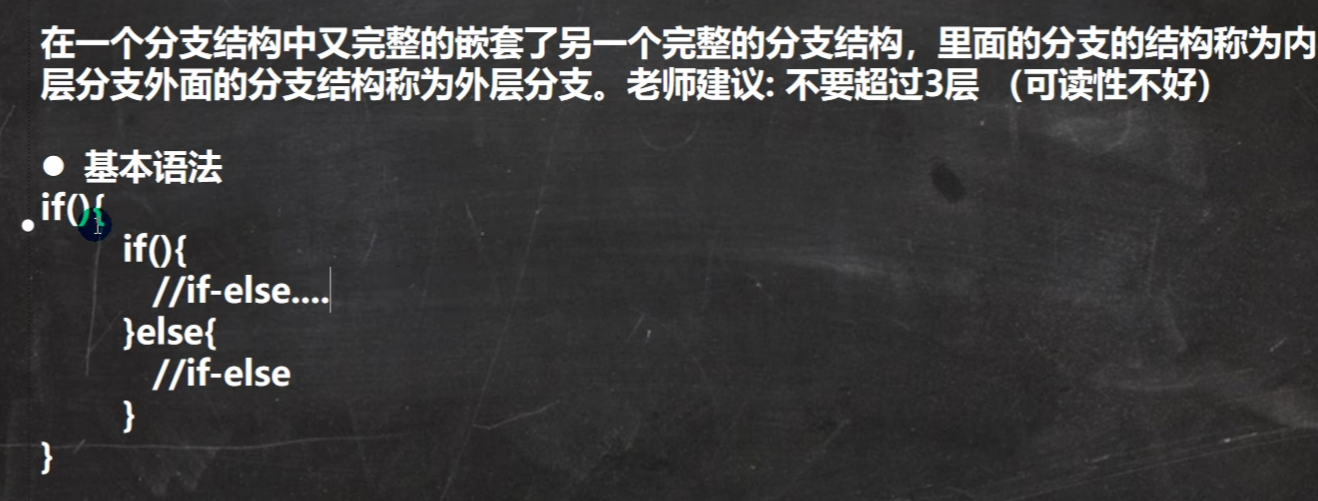 在一个分支结构中又完整的嵌套了另一个完整的分支结构，里面的分支的结构称为内
层分支外面的分支结构称为外层分支。老师建议: 不要超过3层 （可读性不好）
● 基本语法
if(){
if(){
//if-else....
}else{
//if-else
}
}